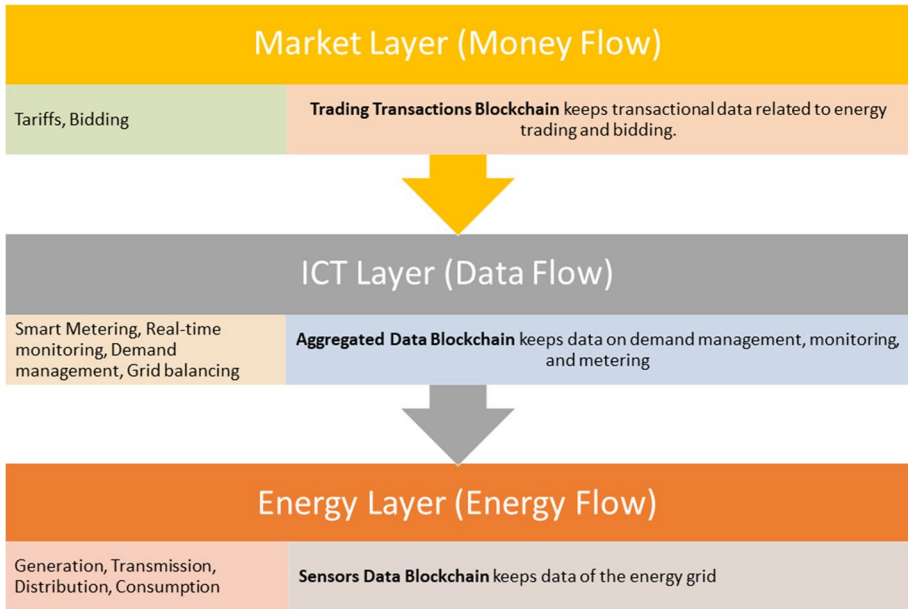 Market Layer (Money Flow)
Tariffs, Bidding
Trading Transactions Blockchain keeps transactional data related to energy
trading and bidding.
ICT Layer (Data Flow)
Smart Metering, Real-time
monitoring, Demand
management, Grid balancing
Aggregated Data Blockchain keeps data on demand management, monitoring,
and metering
Energy Layer (Energy Flow)
Generation, Transmission,
Distribution, Consumption
Sensors Data Blockchain keeps data of the energy grid